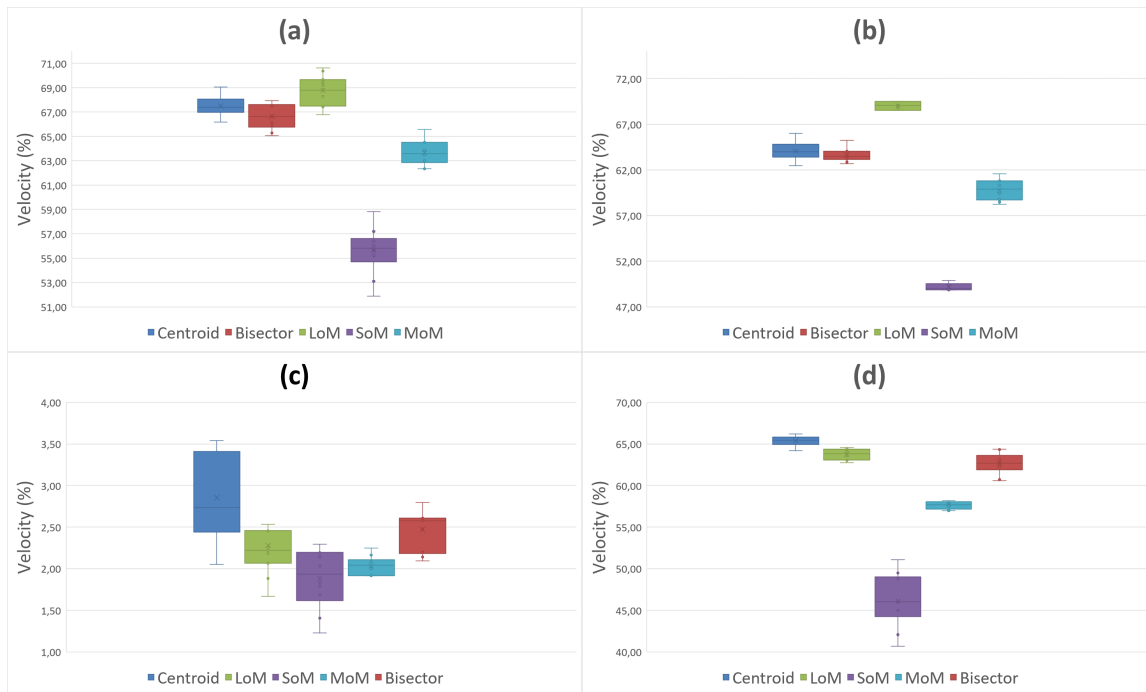 (a)
Velocity (%)
71,00
69,00
67,00
65,00
63,00
61,00
59,00
57,00
55,00
53,00
51,00
Centroid Bisector LoM SoM MoM
(b)
Velocity (%)
72,00
67,00
62,00
57,00
52,00
47,00
Centroid Bisector LoM SoM MoM
(c)
Velocity (%)
4,00
3,50
3,00
2,50
2,00
1,50
1,00
Centroid LoM SoM MoM Bisector
(d)
Velocity (%)
70,00
65,00
60,00
55,00
50,00
45,00
40,00
Centroid LoM SoM MoM Bisector